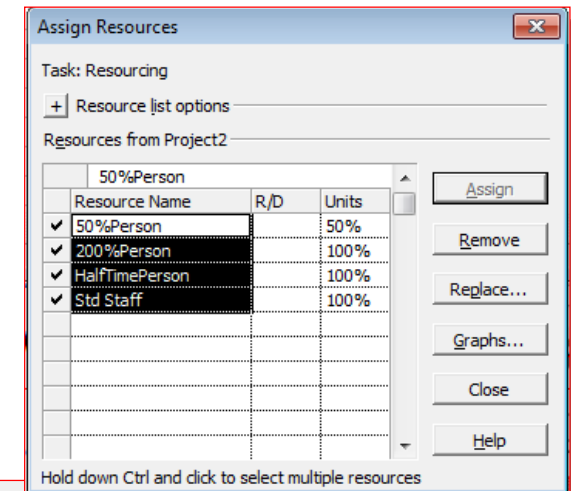 Assign Resources
Task: Resourcing
+ Resource list options
Resources from Project2
50%Person
Resource Name R/D Units
50%Person 50%
200%Person 100%
HalfTimePerson 100%
Std Staff 100%
Assign
Remove
Replace...
Graphs...
Close
Help
Hold down Ctrl and click to select multiple resources